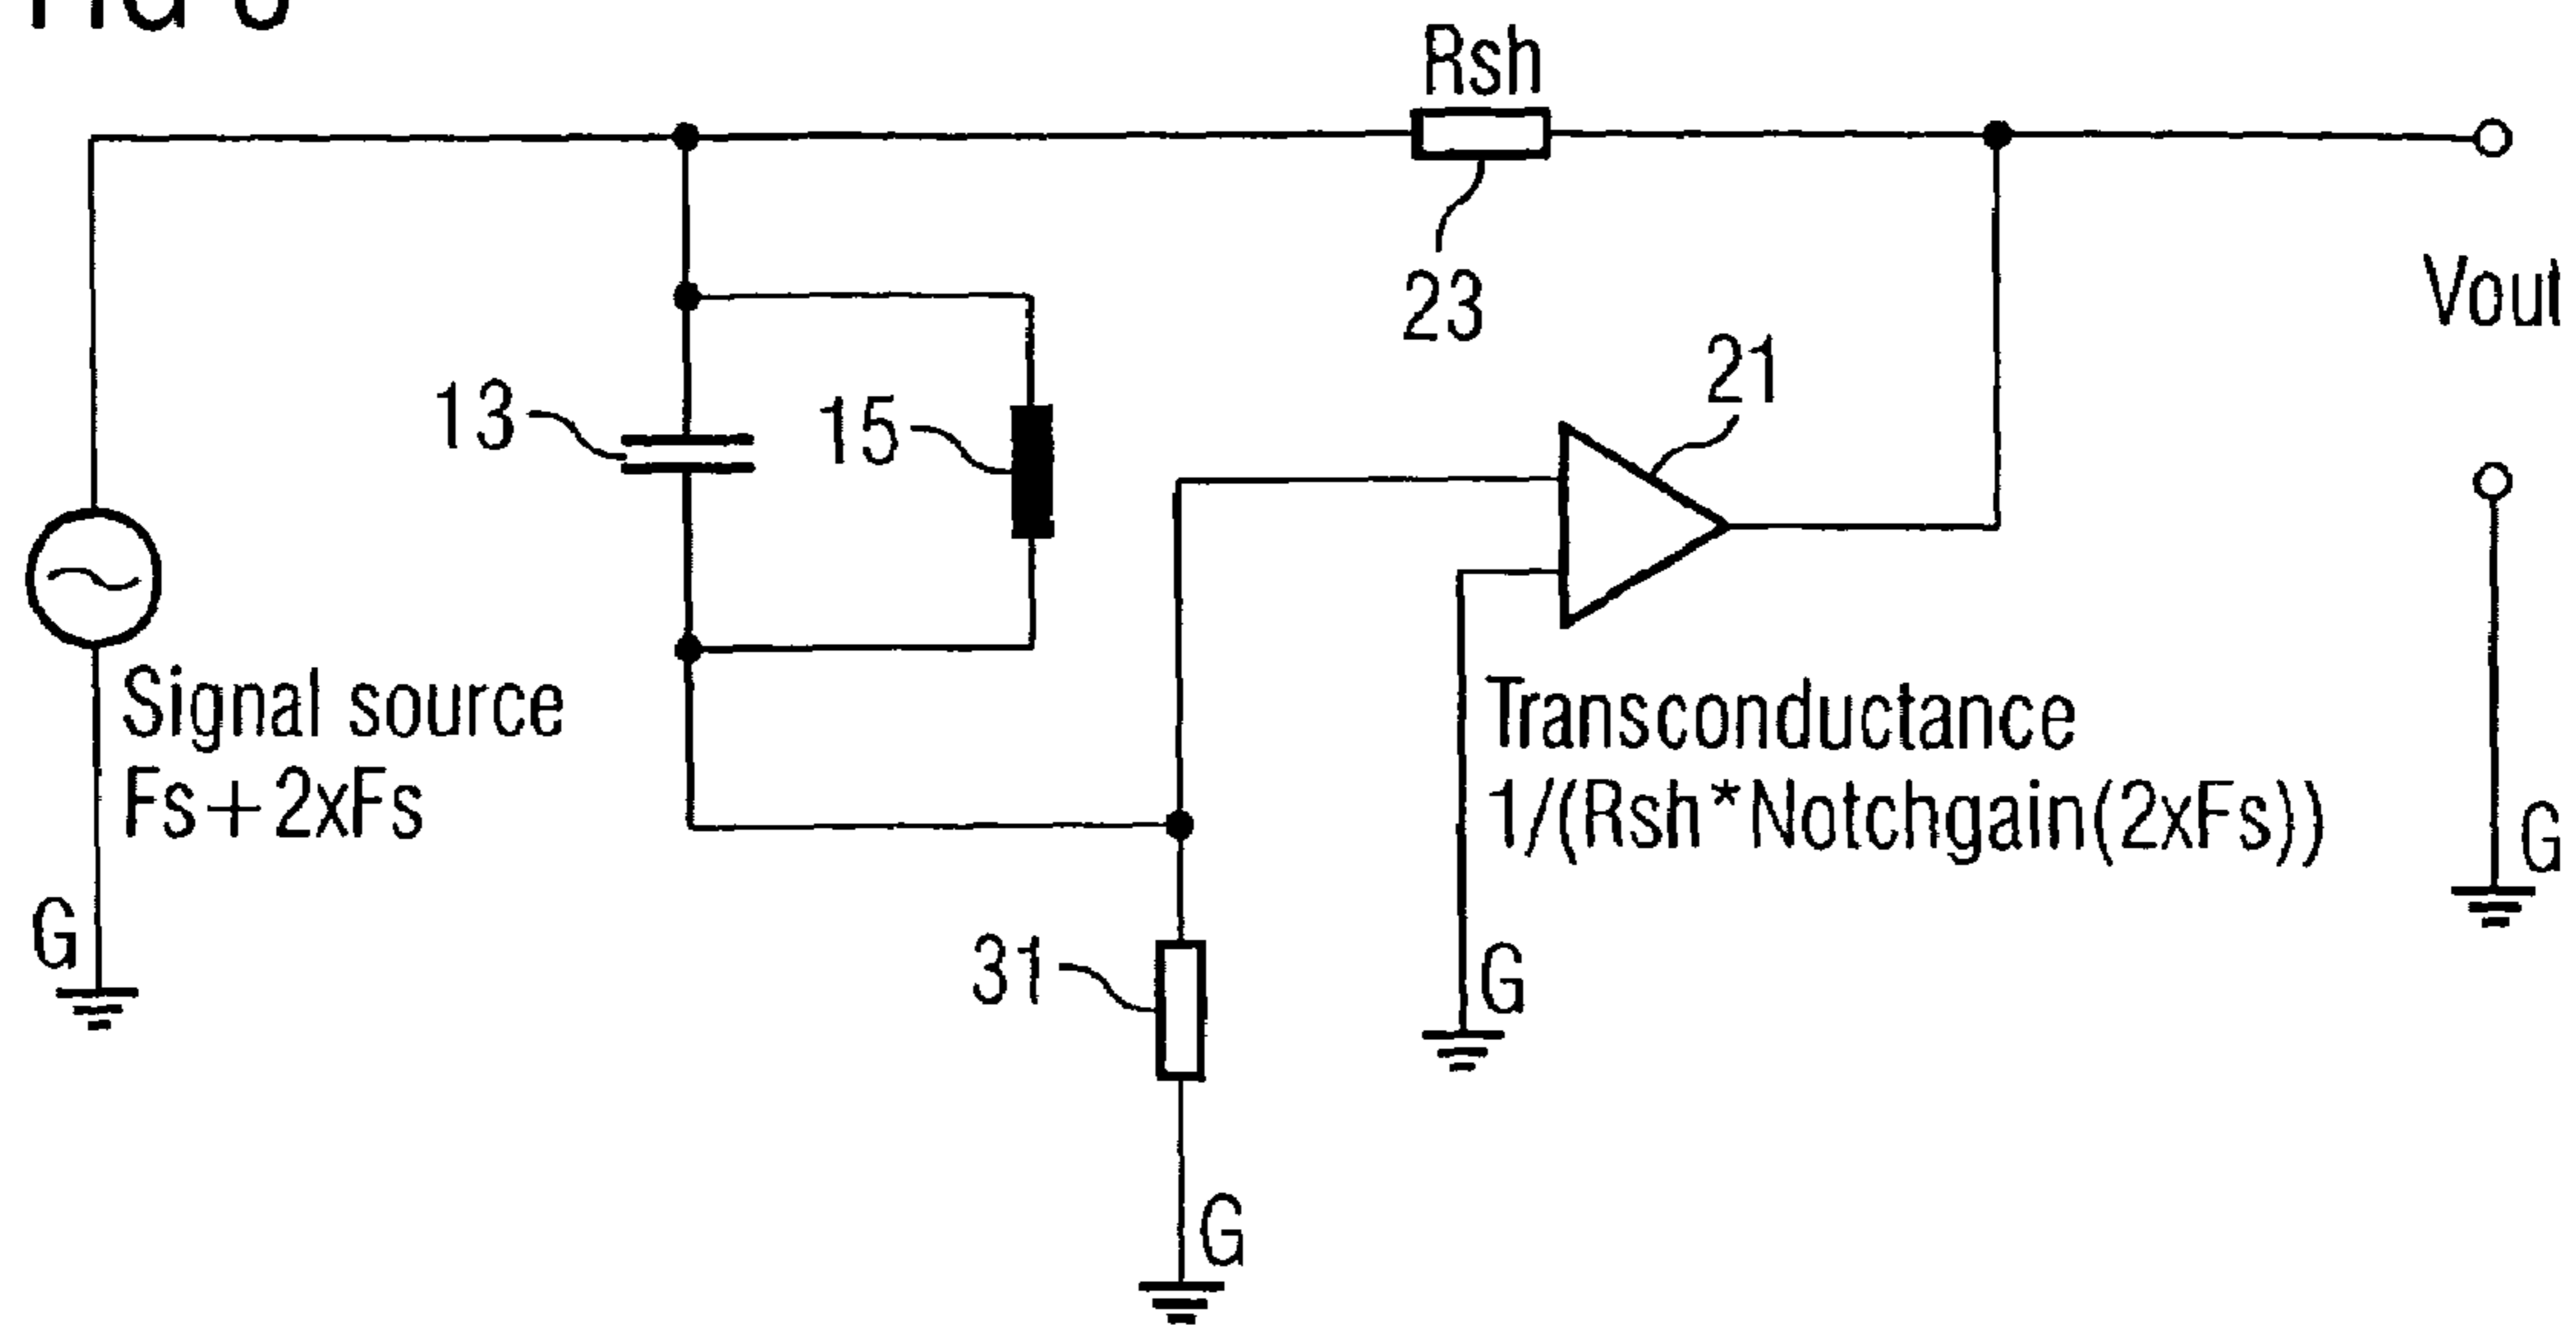 Rsh
23
Vout
21
13
15
Signal source
Fs+2xFs
Transconductance
1/(Rsh*Notchgain(2xFs))
G
G
G
31
G